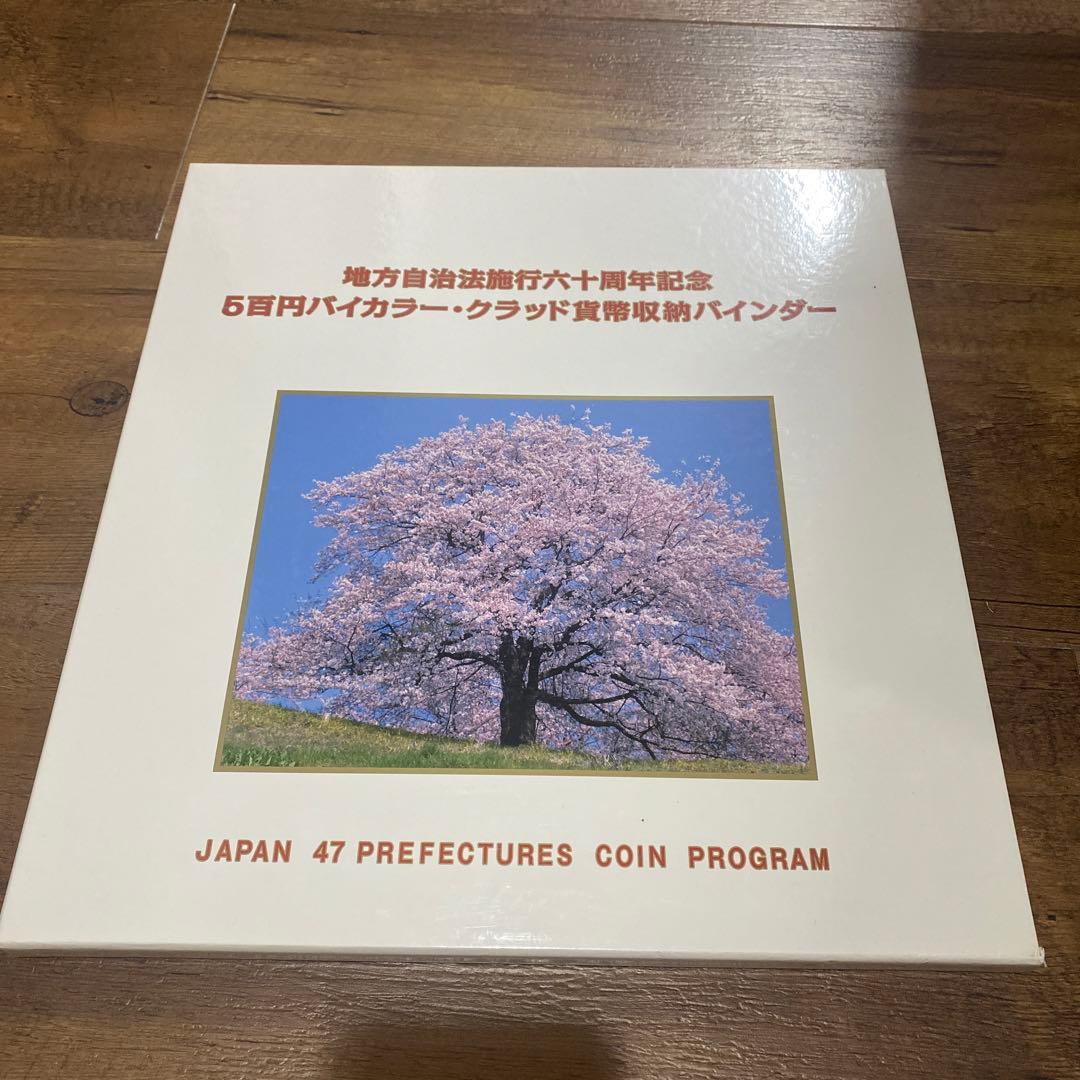 地方自治法施行六十周年記念
5百円バイカラー・クラッド貨幣収納バインダー
JAPAN 47 PREFECTURES COIN PROGRAM